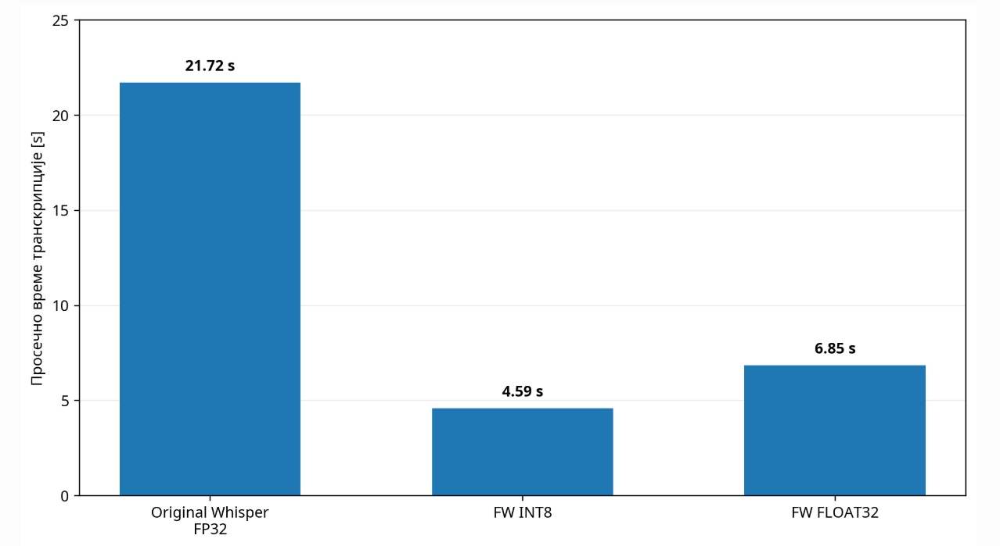 Просечно време транскрипције [s]
25
20
15
10
5
0
21.72 s
4.59 s
6.85 s
Original Whisper
FP32
FW INT8
FW FLOAT32